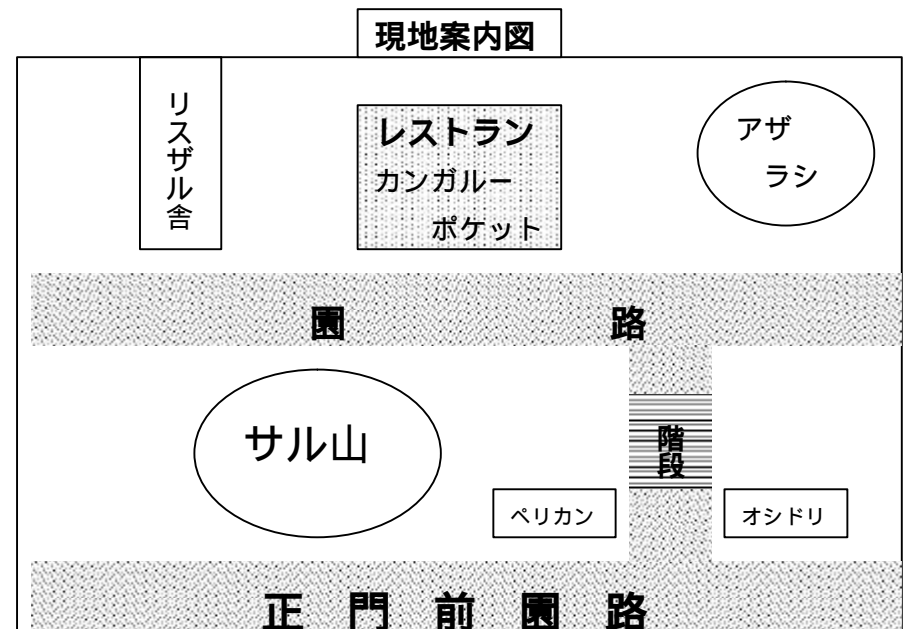 現地案内図
リスザル舎
レストラン
カンガルー
ポケット
アザ
ラシ
園路
サル山
階段
ペリカン
オシドリ
正門前園路